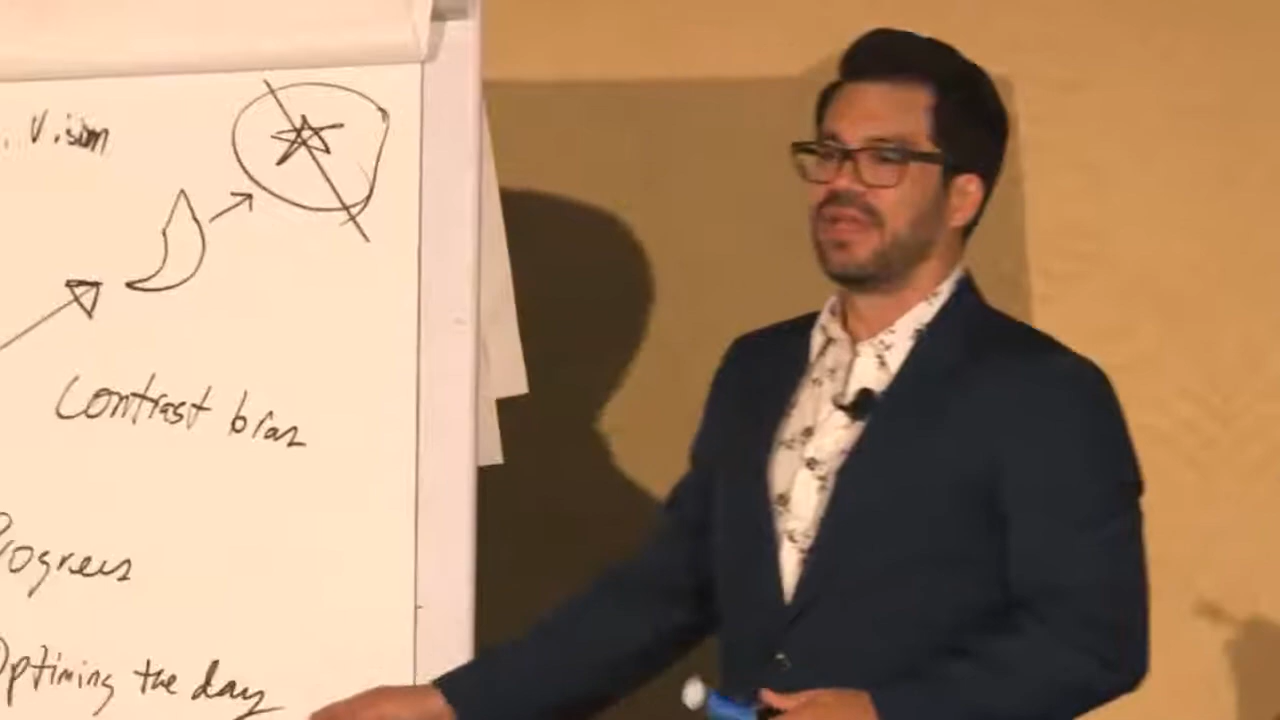 . Vision
Contrast bias
Progress
Optiming the day